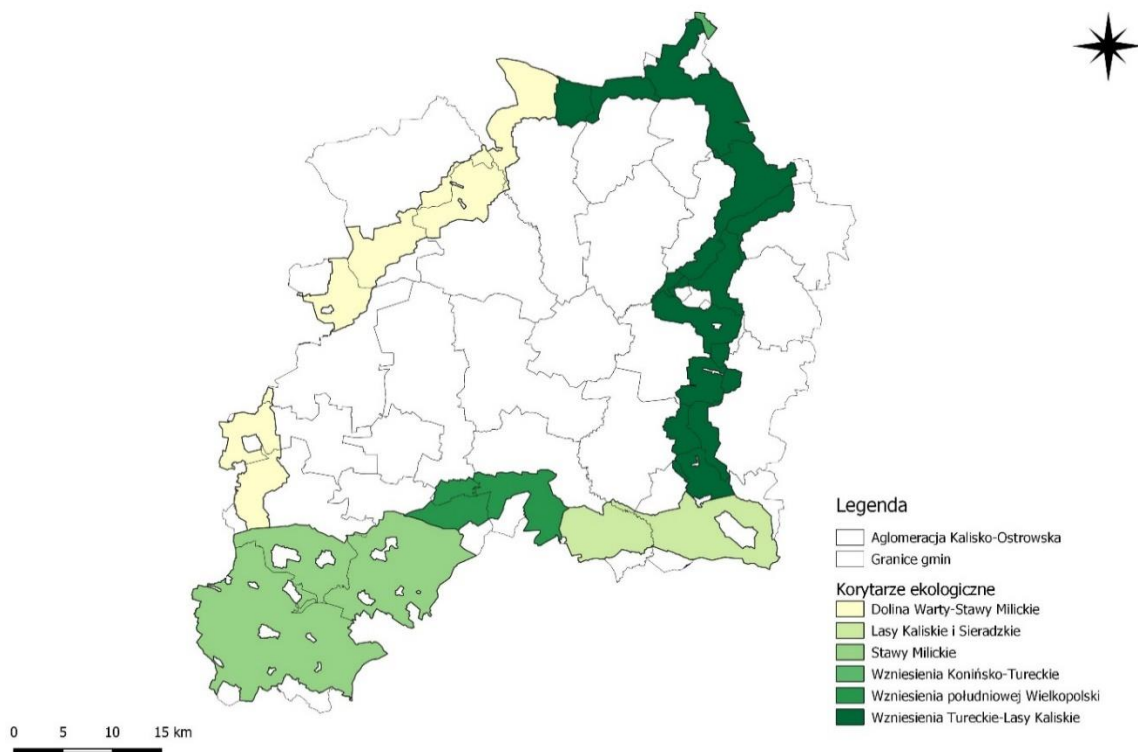 Legenda
Aglomeracja Kalisko-Ostrowska
Granice gmin
Korytarze ekologiczne
Dolina Warty-Stawy Milickie
Lasy Kaliskie i Sieradzkie
Stawy Milickie
Wzniesienia Konińsko-Tureckie
Wzniesienia południowej Wielkopolski
Wzniesienia Tureckie-Lasy Kaliskie
0 5 10 15 km